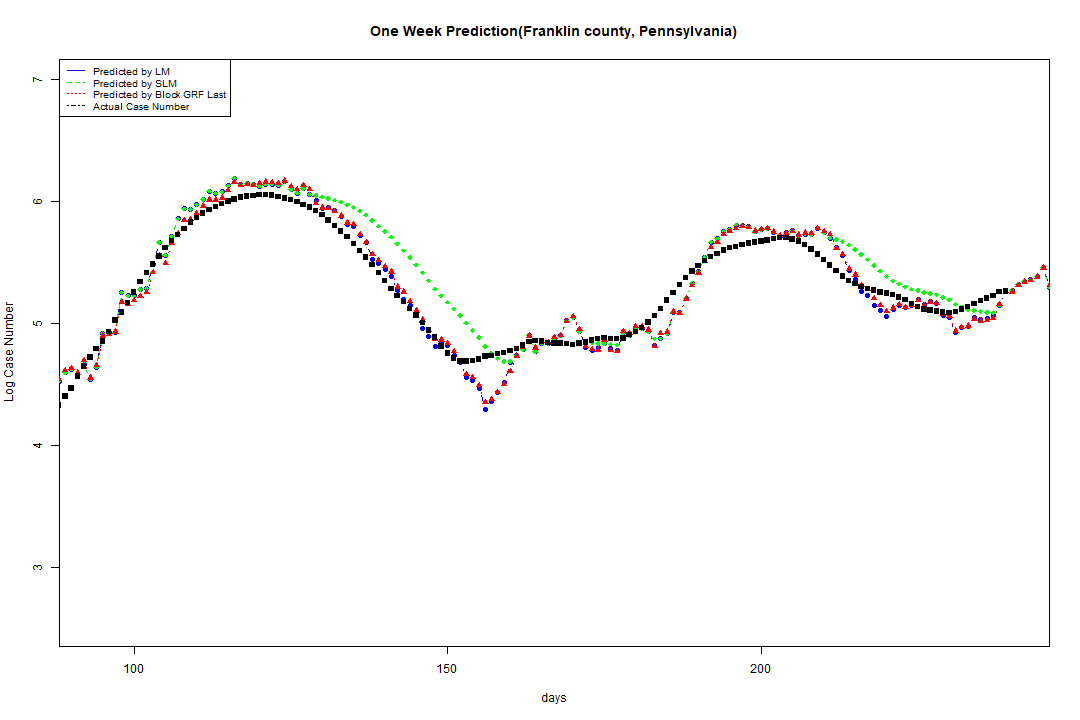 One Week Prediction(Franklin county, Pennsylvania)
Predicted by LM
Predicted by SLM
Predicted by Block GRF Last
Actual Case Number
7
6
5
4
3
Log Case Number
100 150 200
days